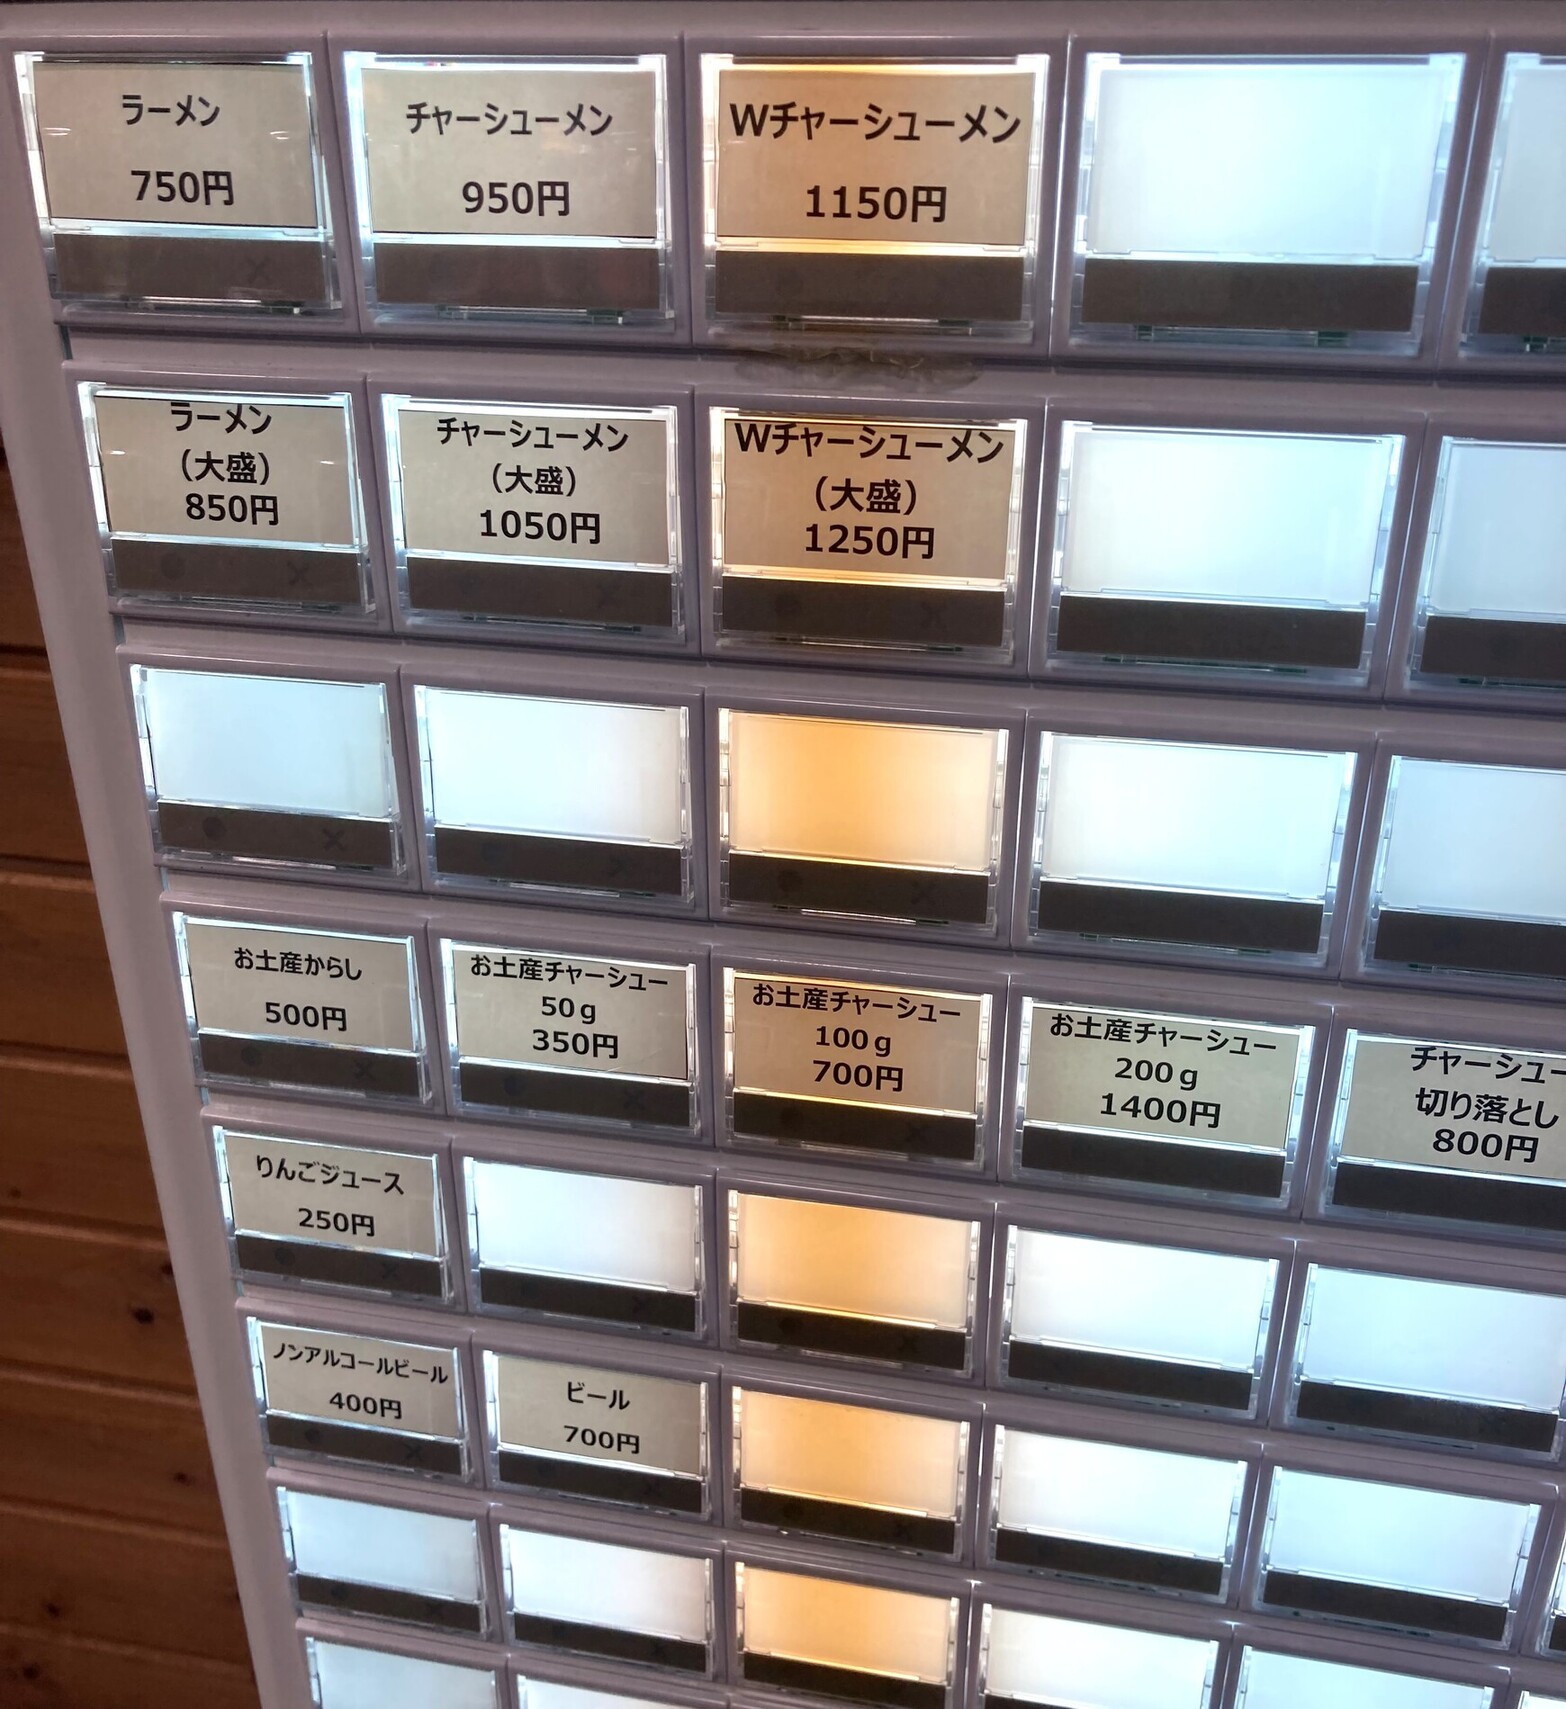 ラーメン
750円
チャーシューメン
950円
Wチャーシューメン
1150円
ラーメン
（大盛）
850円
チャーシューメン
（大盛）
1050円
Wチャーシューメン
（大盛）
1250円
お土産からし
500円
お土産チャーシュー
50g
350円
お土産チャーシュー
100g
700円
お土産チャーシュー
200g
1400円
チャーシュー
切り落とし
800円
りんごジュース
250円
ノンアルコールビール
400円
ビール
700円